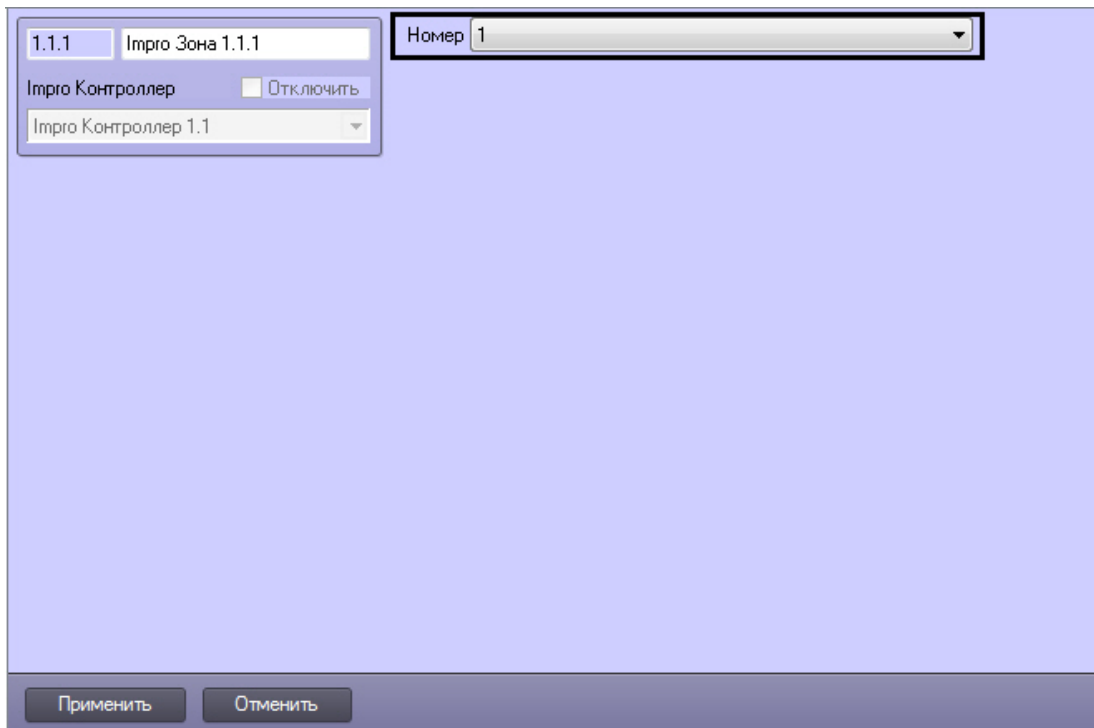 1.1.1 Impro Зона 1.1.1
Impro Контроллер Отключить
Impro Контроллер 1.1
Номер 1
Применить Отменить